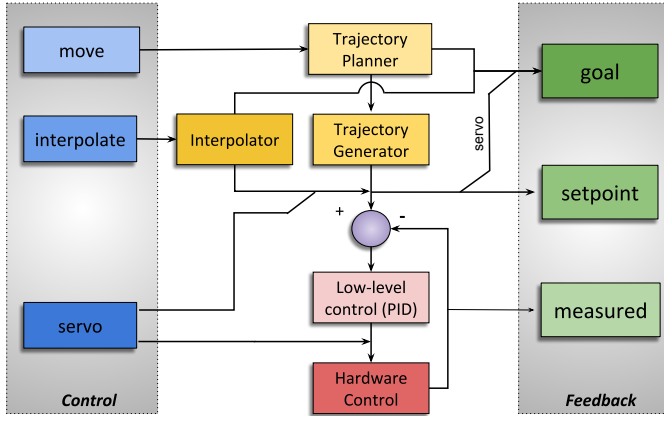 move
Trajectory
Planner
goal
interpolate
Interpolator
Trajectory
Generator
servo
setpoint
+
-
servo
Low-level
control (PID)
measured
Hardware
Control
Control
Feedback